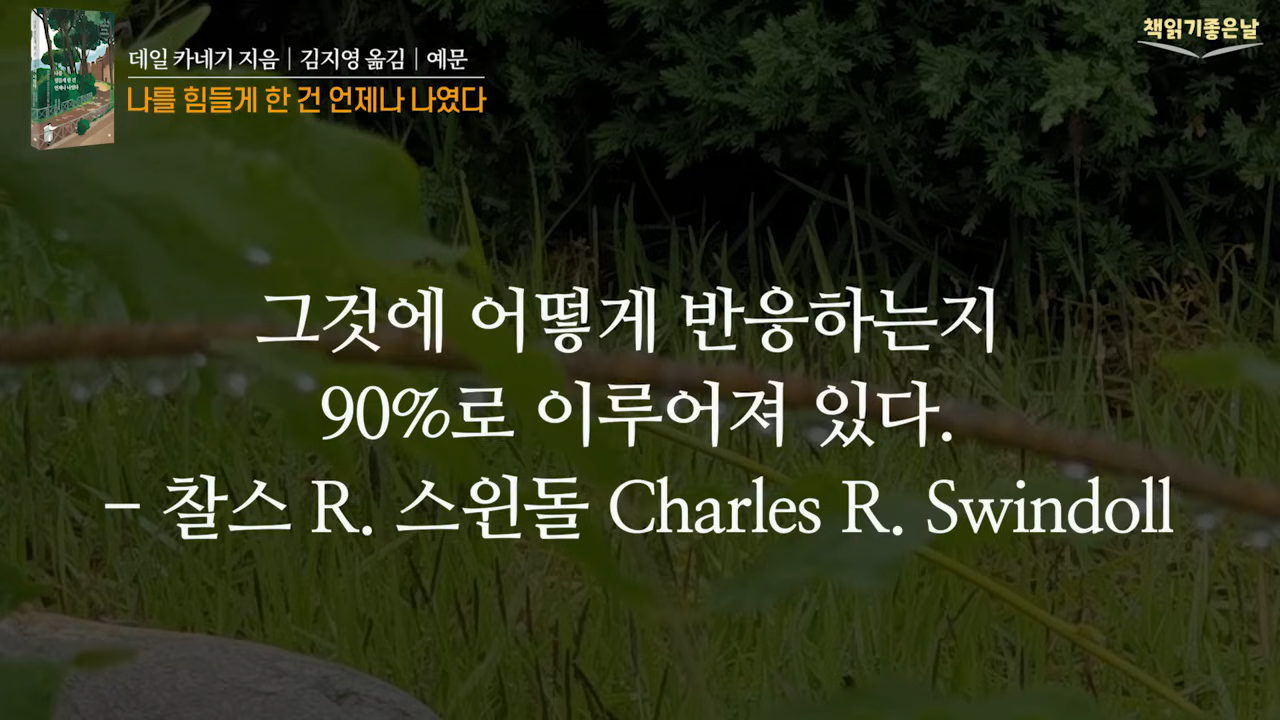 데일 카네기 지음 | 김지영 옮김 | 예문
나를 힘들게 한 건 언제나 나였다
책읽기좋은날
그것에 어떻게 반응하는지
90%로 이루어져 있다.
– 찰스 R. 스윈돌 Charles R. Swindoll